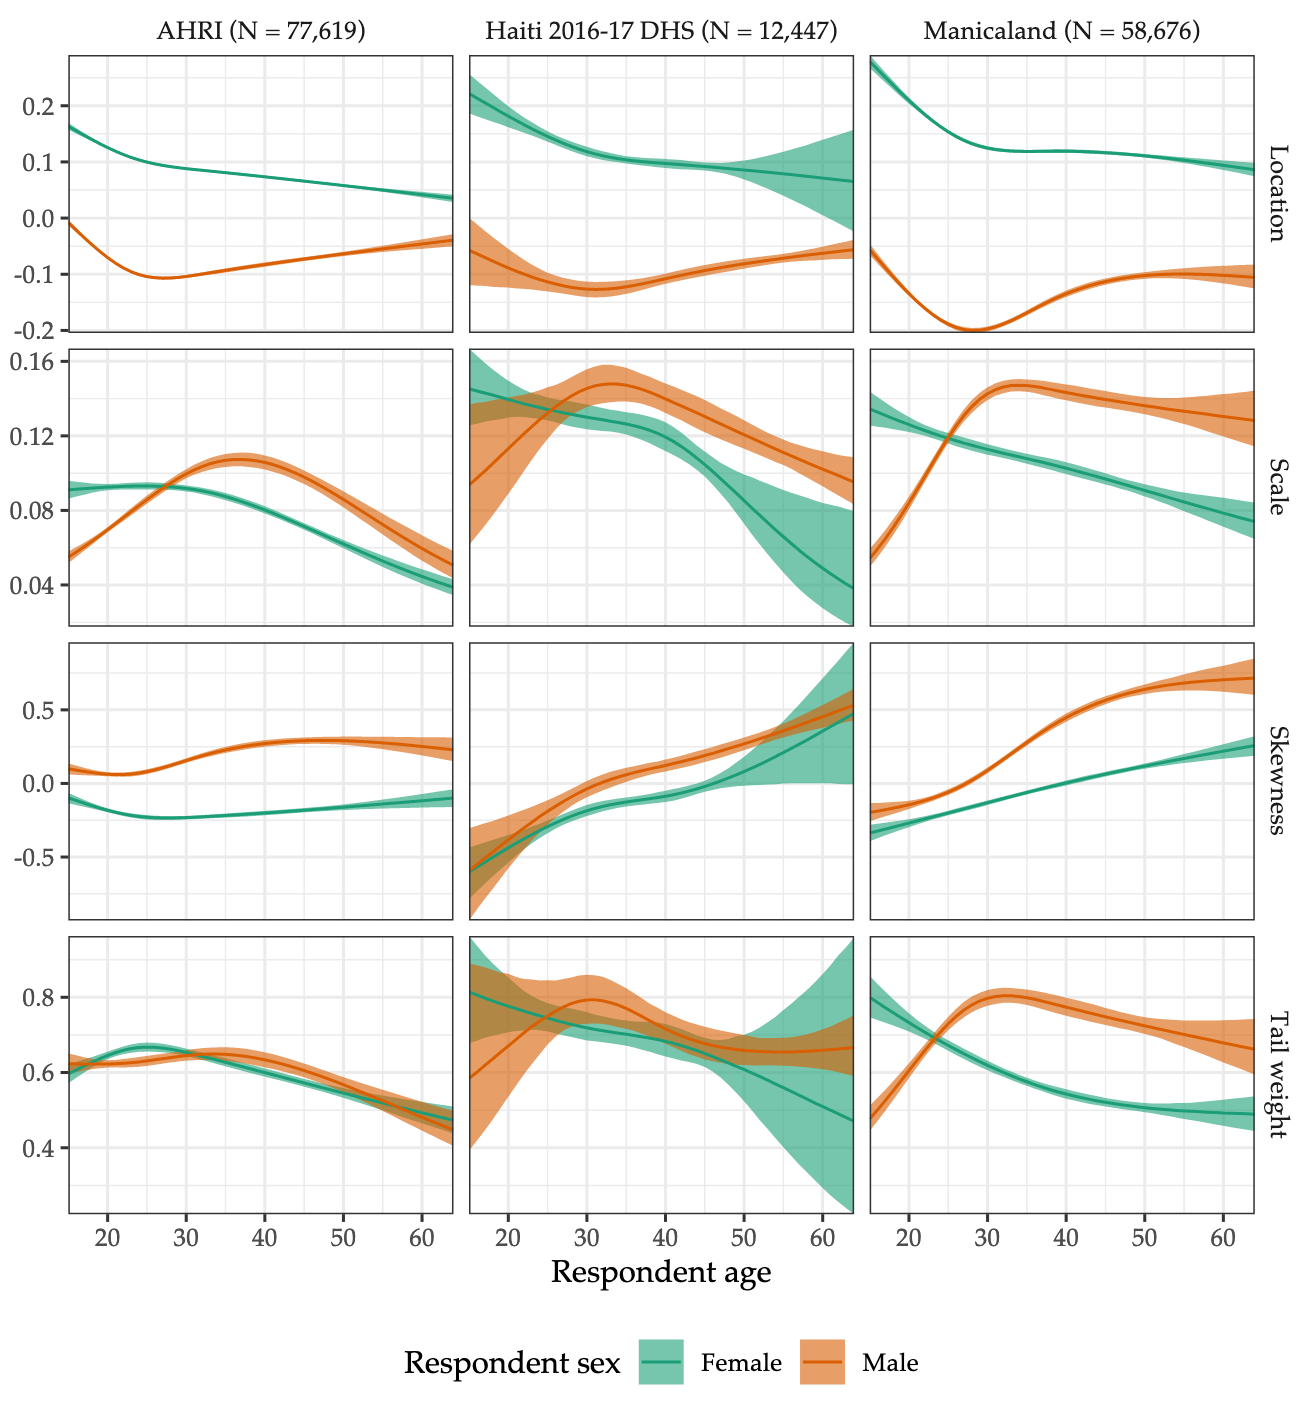 AHRI (N = 77,619) Haiti 2016-17 DHS (N = 12,447) Manicaland (N = 58,676)
0.2
0.1
0.0
-0.1
-0.2
Location
0.16
0.12
0.08
0.04
Scale
0.5
0.0
-0.5
Skewness
0.8
0.6
0.4
Tail weight
20 30 40 50 60 20 30 40 50 60 20 30 40 50 60
Respondent age
Respondent sex Female Male